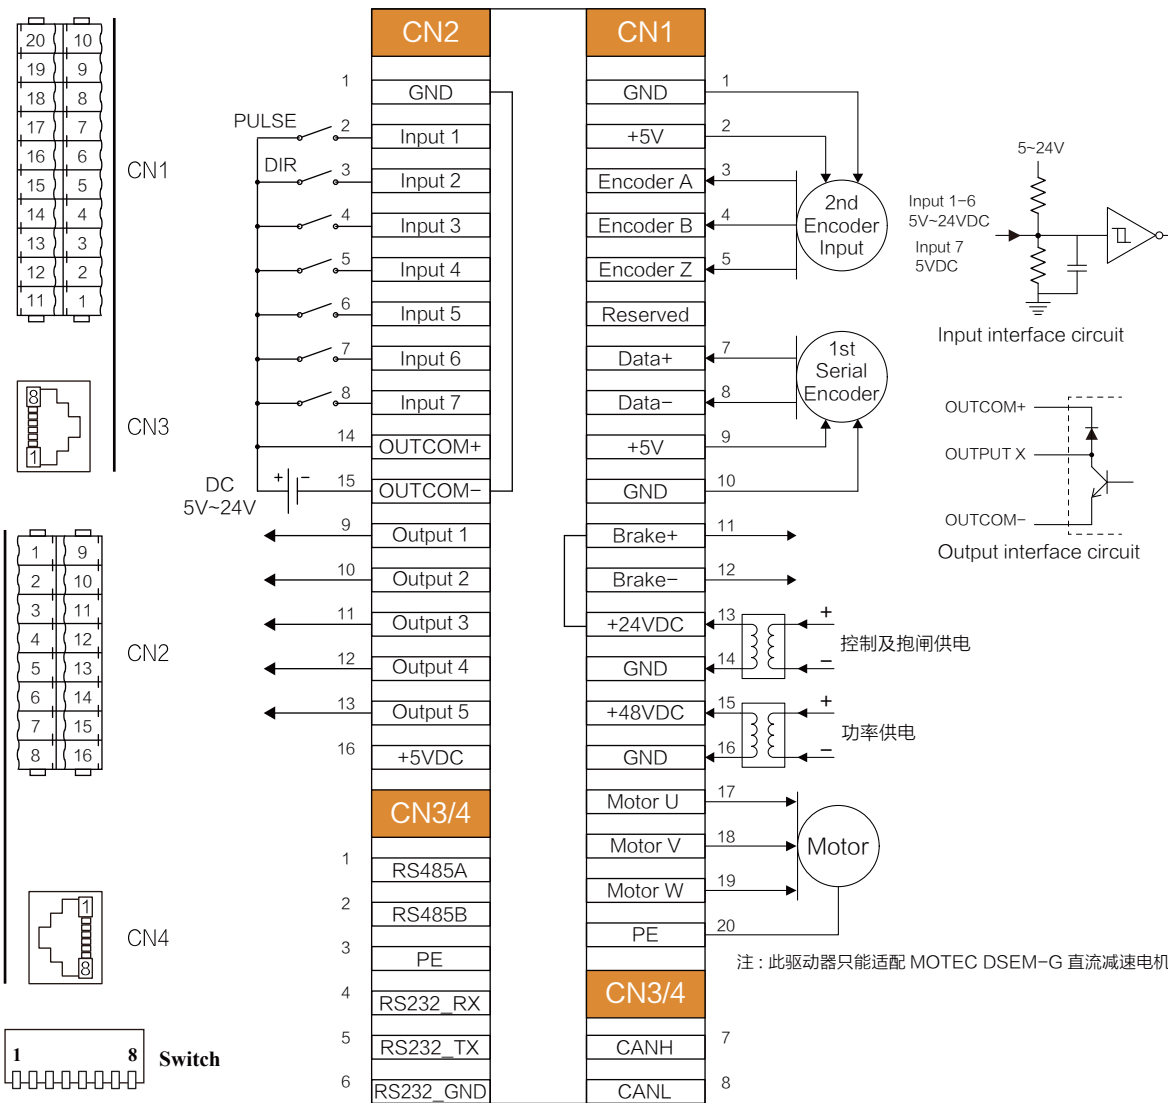 20 10
19 9
18 8
17 7
16 6
15 5
14 4
13 3
12 2
11 1
CN1
8
1
CN3
1 9
2 10
3 11
4 12
5 13
6 14
7 15
8 16
CN2
1
8
CN4
1 8
Switch
CN2
1 GND
PULSE 2 Input 1
DIR 3 Input 2
4 Input 3
5 Input 4
6 Input 5
7 Input 6
8 Input 7
14 OUTCOM+
DC
5V~24V
+ −
15 OUTCOM−
9 Output 1
10 Output 2
11 Output 3
12 Output 4
13 Output 5
16 +5VDC
CN3/4
1 RS485A
2 RS485B
3 PE
4 RS232_RX
5 RS232_TX
6 RS232_GND
CN1
GND 1
+5V 2
Encoder A 3
Encoder B 4
Encoder Z 5
2nd
Encoder
Input
Reserved
Data+ 7
Data− 8
+5V 9
GND 10
1st
Serial
Encoder
Brake+ 11
Brake− 12
+24VDC 13 +
GND 14 −
控制及抱闸供电
+48VDC 15 +
GND 16 −
功率供电
Motor U 17
Motor V 18
Motor W 19
PE 20
Motor
注 : 此驱动器只能适配 MOTEC DSEM−G 直流减速电机
CN3/4
CANH 7
CANL 8
5~24V
Input 1−6
5V~24VDC
Input 7
5VDC
Input interface circuit
OUTCOM+
OUTPUT X
OUTCOM−
Output interface circuit